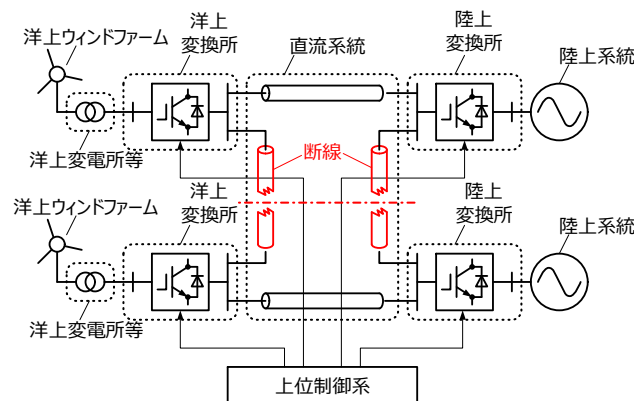 洋上ウィンドファーム
洋上
変換所
直流系統
陸上
変換所
陸上系統
洋上変電所等
断線
洋上ウィンドファーム
洋上
変換所
陸上
変換所
陸上系統
洋上変電所等
上位制御系